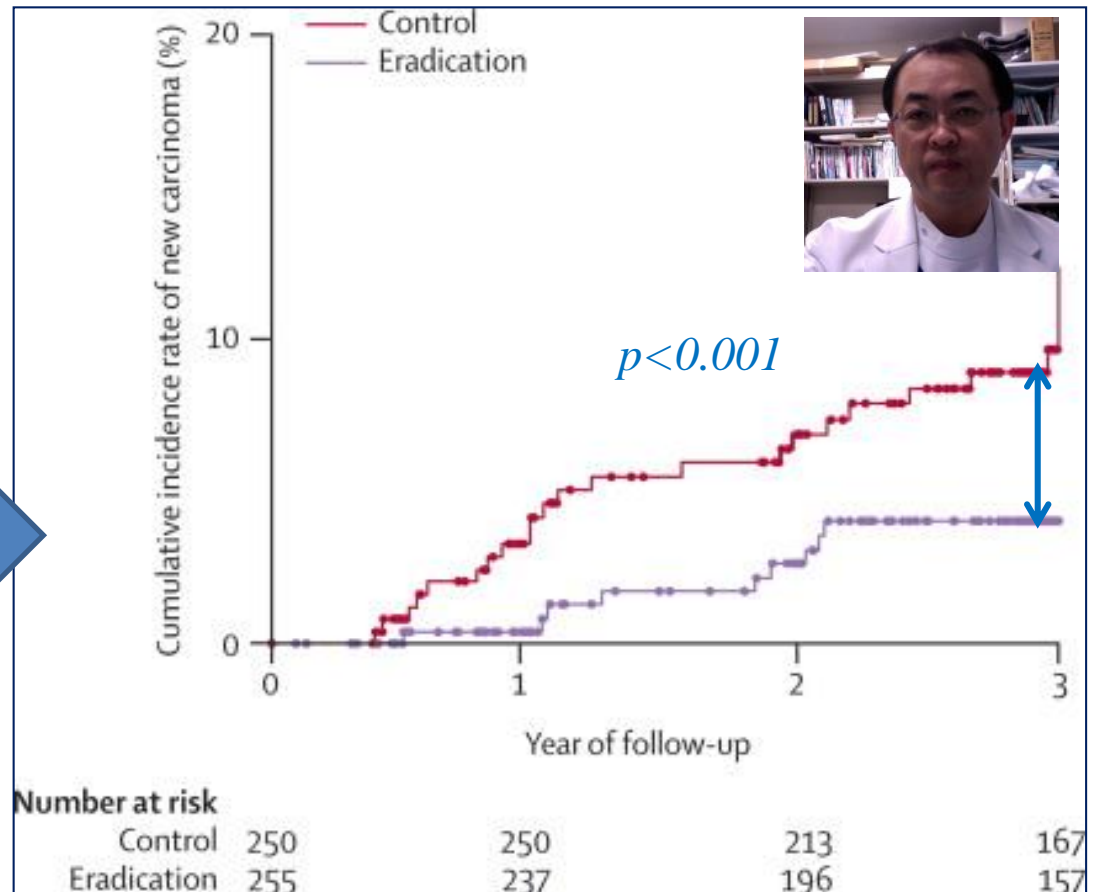 Control
Eradication
Cumulative incidence rate of new carcinoma (%)
20
10
0
p<0.001
0 1 2 3
Year of follow-up
Number at risk
Control 250 250 213 167
Eradication 255 237 196 157